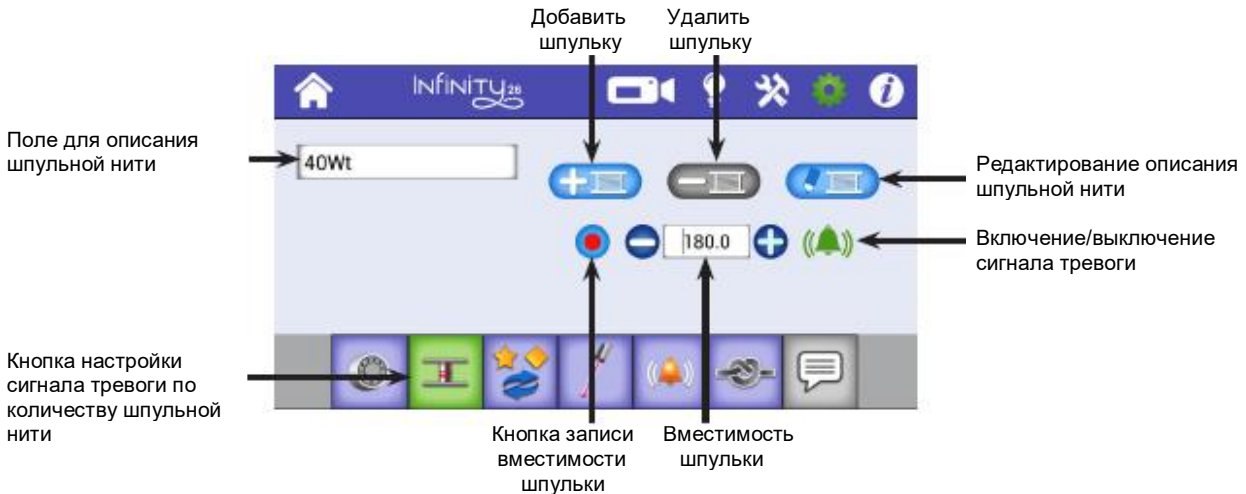 Добавить
шпульку
Удалить
шпульку
INFINITY 26
Поле для описания
шпульной нити
40Wt
Редактирование описания
шпульной нити
180.0
Включение/выключение
сигнала тревоги
Кнопка настройки
сигнала тревоги по
количеству шпульной
нити
Кнопка записи
вместимости
шпульки
Вместимость
шпульки